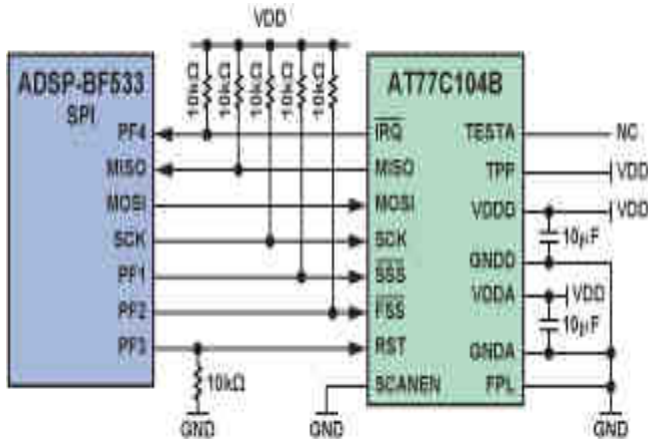 VDD
ADSP-BF533
SPI
PF4
MISO
MOSI
SCK
PF1
PF2
PF3
10kΩ
10kΩ
10kΩ
10kΩ
10kΩ
10kΩ
GND
GND
AT77C104B
IRQ
MISO
MOSI
SCK
SSS
FSS
RST
SCANEN
TESTA
TPP
VDDD
GNDD
VDDA
GNDA
FPL
NC
VDD
VDD
10µF
VDD
10µF
GND